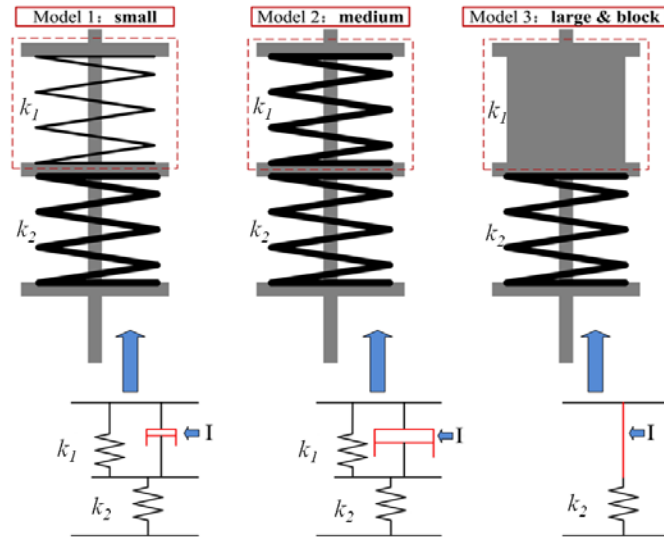 Model 1：small
Model 2：medium
Model 3：large & block
k1
k1
k1
k2
k2
k2
I
I
I
k1
k1
k2
k2
k2